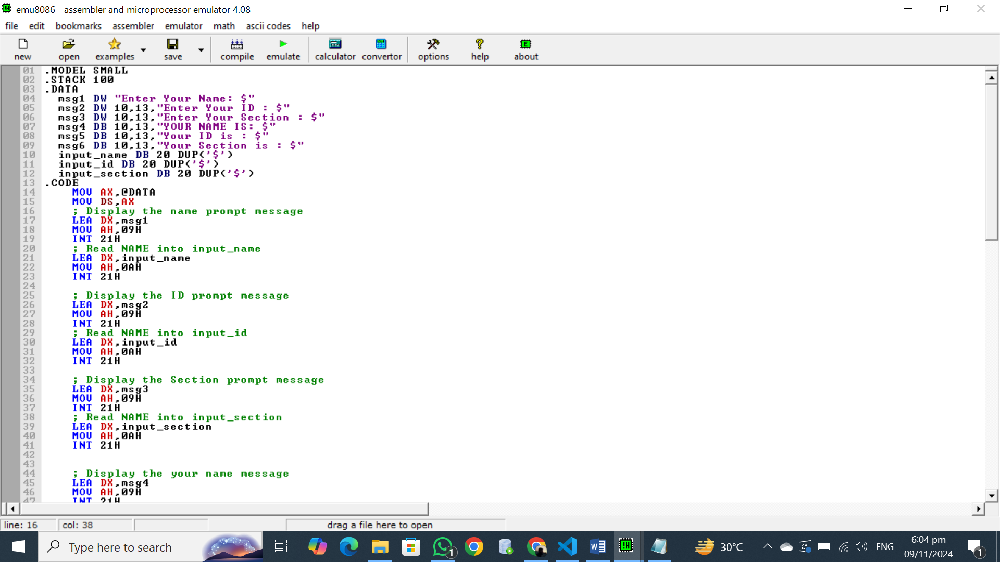 emu8086 - assembler and microprocessor emulator 4.08
file edit bookmarks assembler emulator math ascii codes help
new open examples save compile emulate calculator convertor options help about
01 .MODEL SMALL
02 .STACK 100
03 .DATA
04 msg1 DW "Enter Your Name: $"
05 msg2 DW 10,13,"Enter Your ID : $"
06 msg3 DW 10,13,"Enter Your Section : $"
07 msg4 DB 10,13,"YOUR NAME IS: $"
08 msg5 DB 10,13,"Your ID is : $"
09 msg6 DB 10,13,"Your Section is : $"
10 input_name DB 20 DUP('$')
11 input_id DB 20 DUP('$')
12 input_section DB 20 DUP('$')
13 .CODE
14 MOV AX,@DATA
15 MOV DS,AX
16 ; Display the name prompt message
17 LEA DX,msg1
18 MOV AH,09H
19 INT 21H
20 ; Read NAME into input_name
21 LEA DX,input_name
22 MOV AH,0AH
23 INT 21H
24
25 ; Display the ID prompt message
26 LEA DX,msg2
27 MOV AH,09H
28 INT 21H
29 ; Read NAME into input_id
30 LEA DX,input_id
31 MOV AH,0AH
32 INT 21H
33
34 ; Display the Section prompt message
35 LEA DX,msg3
36 MOV AH,09H
37 INT 21H
38 ; Read NAME into input_section
39 LEA DX,input_section
40 MOV AH,0AH
41 INT 21H
42
43
44 ; Display the your name message
45 LEA DX,msg4
46 MOV AH,09H
47 INT 21H
line: 16 col: 38 drag a file here to open
Type here to search 1 30°C ENG 6:04 pm 1
09/11/2024